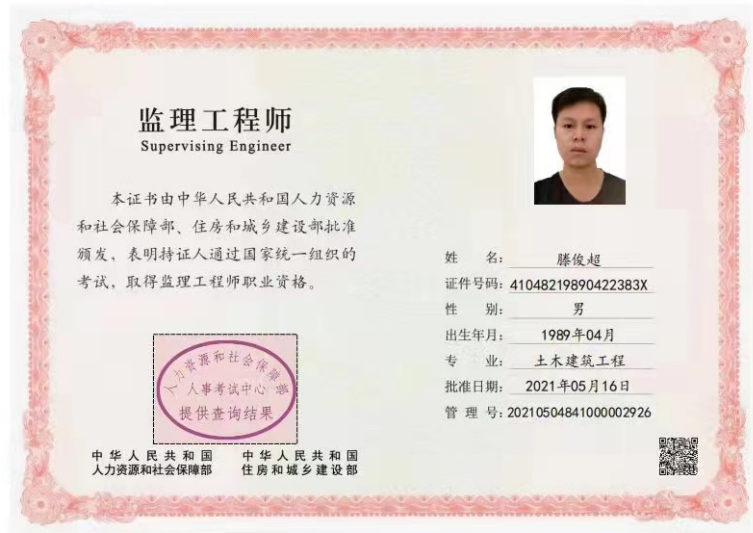 监理工程师
Supervising Engineer
本证书由中华人民共和国人力资源
和社会保障部、住房和城乡建设部批准
颁发，表明持证人通过国家统一组织的
考试，取得监理工程师职业资格。
人力资源和社会保障部
人事考试中心
提供查询结果
中华人民共和国
人力资源和社会保障部
中华人民共和国
住房和城乡建设部
姓 名： 滕俊超
证件号码：41048219890422383X
性 别： 男
出生年月： 1989年04月
专 业： 土木建筑工程
批准日期： 2021年05月16日
管 理 号：20210504841000002926